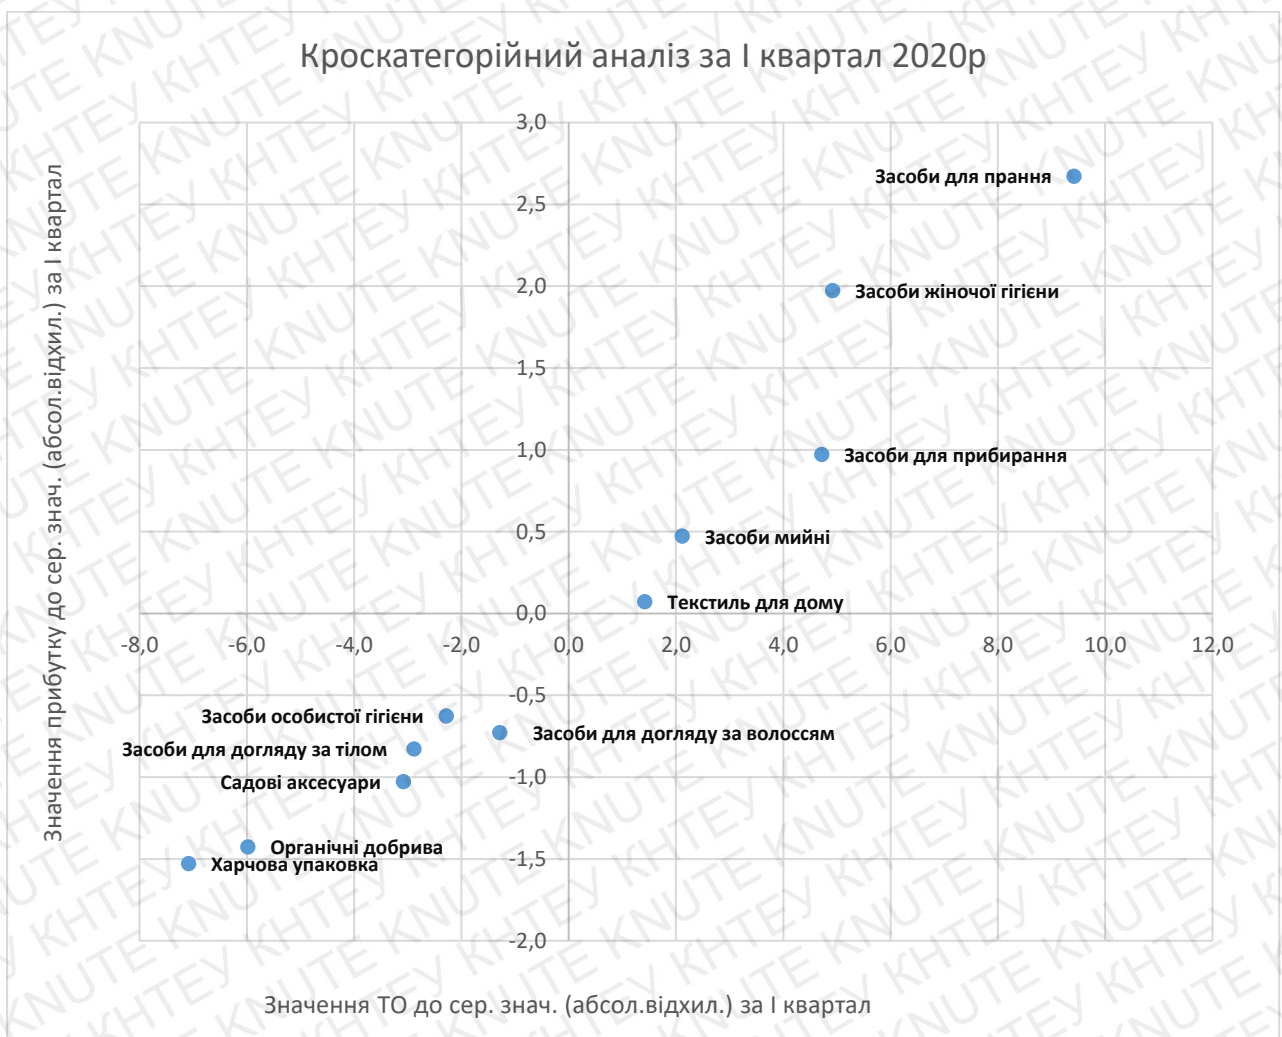 Кроскатегорійний аналіз за І квартал 2020р
Значення прибутку до сер. знач. (абсол.відхил.) за І квартал
3,0
Засоби для прання
2,5
2,0
Засоби жіночої гігієни
1,5
1,0
Засоби для прибирання
0,5
Засоби мийні
0,0
Текстиль для дому
-8,0
-6,0
-4,0
-2,0
0,0
2,0
4,0
6,0
8,0
10,0
12,0
-0,5
Засоби особистої гігієни
Засоби для догляду за волоссям
Засоби для догляду за тілом
-1,0
Садові аксесуари
Органічні добрива
-1,5
Харчова упаковка
-2,0
Значення ТО до сер. знач. (абсол.відхил.) за І квартал
КНТЕУ KNUTE